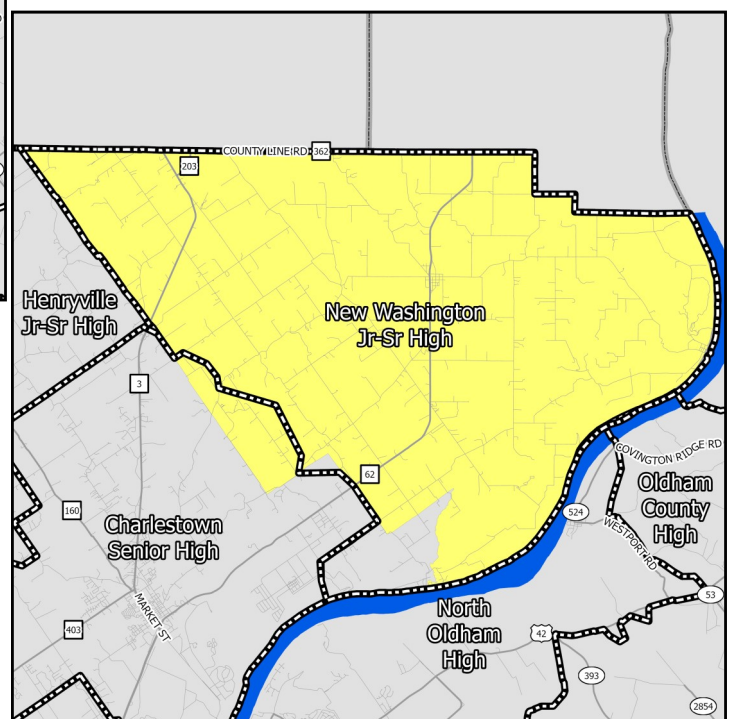 COUNTY LINE RD
362
203
Henryville
Jr-Sr High
New Washington
Jr-Sr High
3
62
COVINGTON RIDGE RD
160
Charlestown
Senior High
524
Oldham
County
High
WESTPORT RD
MARKET ST
403
North
Oldham
High
53
42
393
2854